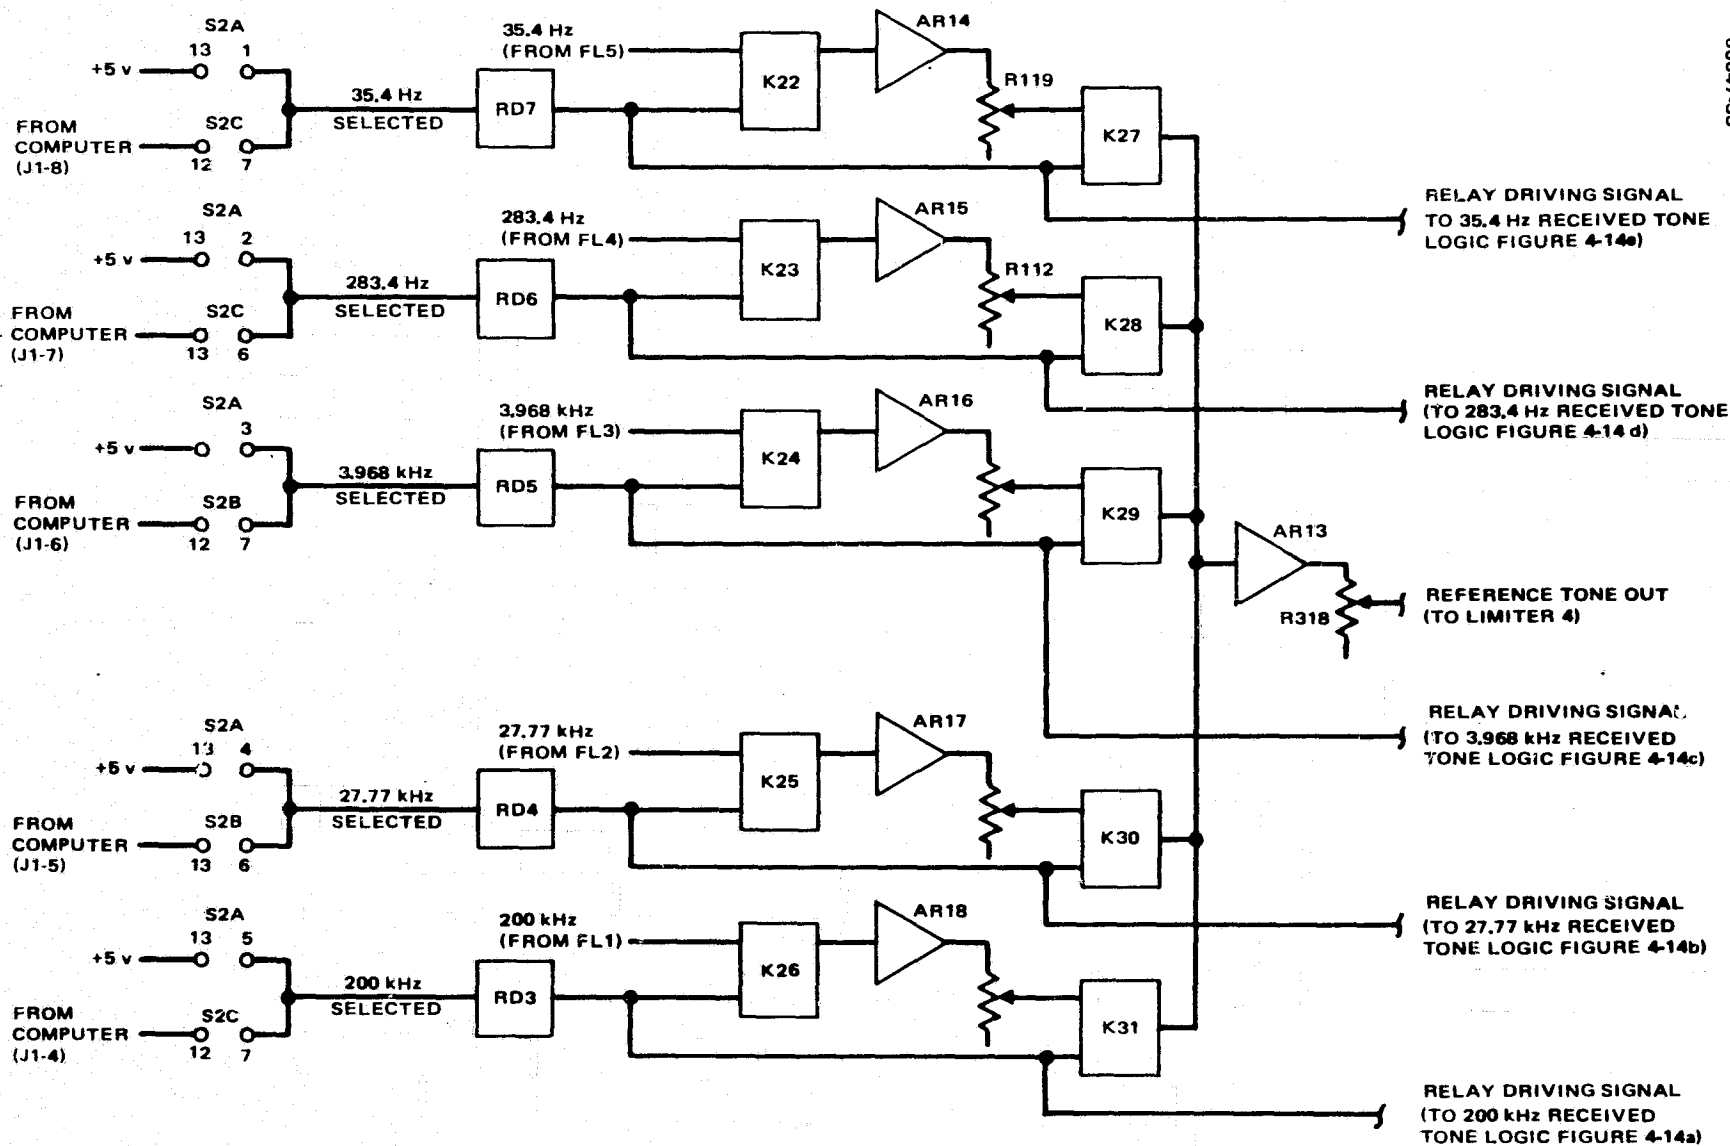 S2A
13 1
+5 v
FROM
COMPUTER
(J1-8)
S2C
12 7
35.4 Hz
SELECTED
RD7
35.4 Hz
(FROM FL5)
K22
AR14
R119
K27
RELAY DRIVING SIGNAL
TO 35.4 Hz RECEIVED TONE
LOGIC FIGURE 4-14e)
S2A
13 2
+5 v
FROM
COMPUTER
(J1-7)
S2C
13 6
283.4 Hz
SELECTED
RD6
283.4 Hz
(FROM FL4)
K23
AR15
R112
K28
RELAY DRIVING SIGNAL
(TO 283.4 Hz RECEIVED TONE
LOGIC FIGURE 4-14 d)
S2A
3
+5 v
FROM
COMPUTER
(J1-6)
S2B
12 7
3.968 kHz
SELECTED
RD5
3.968 kHz
(FROM FL3)
K24
AR16
K29
AR13
R318
REFERENCE TONE OUT
(TO LIMITER 4)
RELAY DRIVING SIGNAL
(TO 3.968 kHz RECEIVED
TONE LOGIC FIGURE 4-14c)
S2A
13 4
+5 v
FROM
COMPUTER
(J1-5)
S2B
13 6
27.77 kHz
SELECTED
RD4
27.77 kHz
(FROM FL2)
K25
AR17
K30
RELAY DRIVING SIGNAL
(TO 27.77 kHz RECEIVED
TONE LOGIC FIGURE 4-14b)
S2A
13 5
+5 v
FROM
COMPUTER
(J1-4)
S2C
12 7
200 kHz
SELECTED
RD3
200 kHz
(FROM FL1)
K26
AR18
K31
RELAY DRIVING SIGNAL
(TO 200 kHz RECEIVED
TONE LOGIC FIGURE 4-14a)